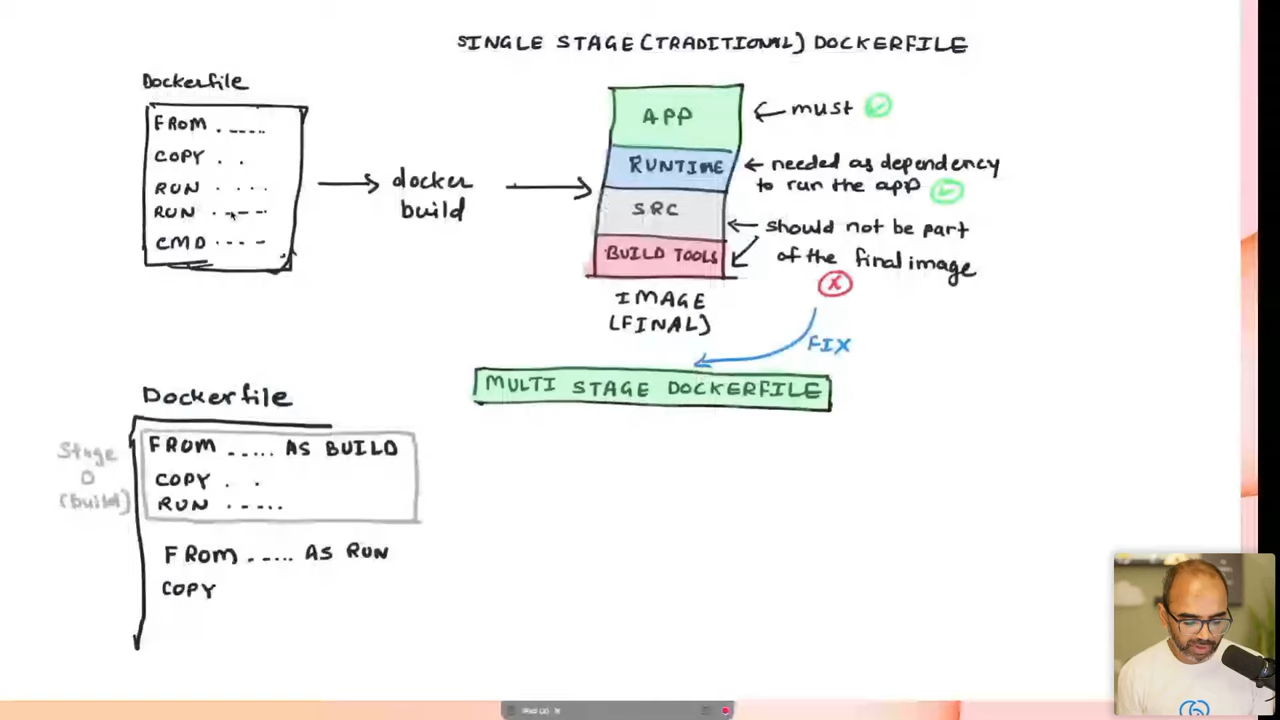 SINGLE STAGE (TRADITIONAL) DOCKERFILE
Dockerfile
FROM . -----
COPY . .
RUN . ....
RUN . -- --
CMD ---- -
docker
build
APP
RUNTIME
SRC
BUILD TOOLS
IMAGE
(FINAL)
must
needed as dependency
to run the app
should not be part
of the final image
X
FIX
MULTI STAGE DOCKERFILE
Dockerfile
Stage
0
(build)
FROM ..... AS BUILD
COPY . .
RUN ......
FROM ..... AS RUN
COPY